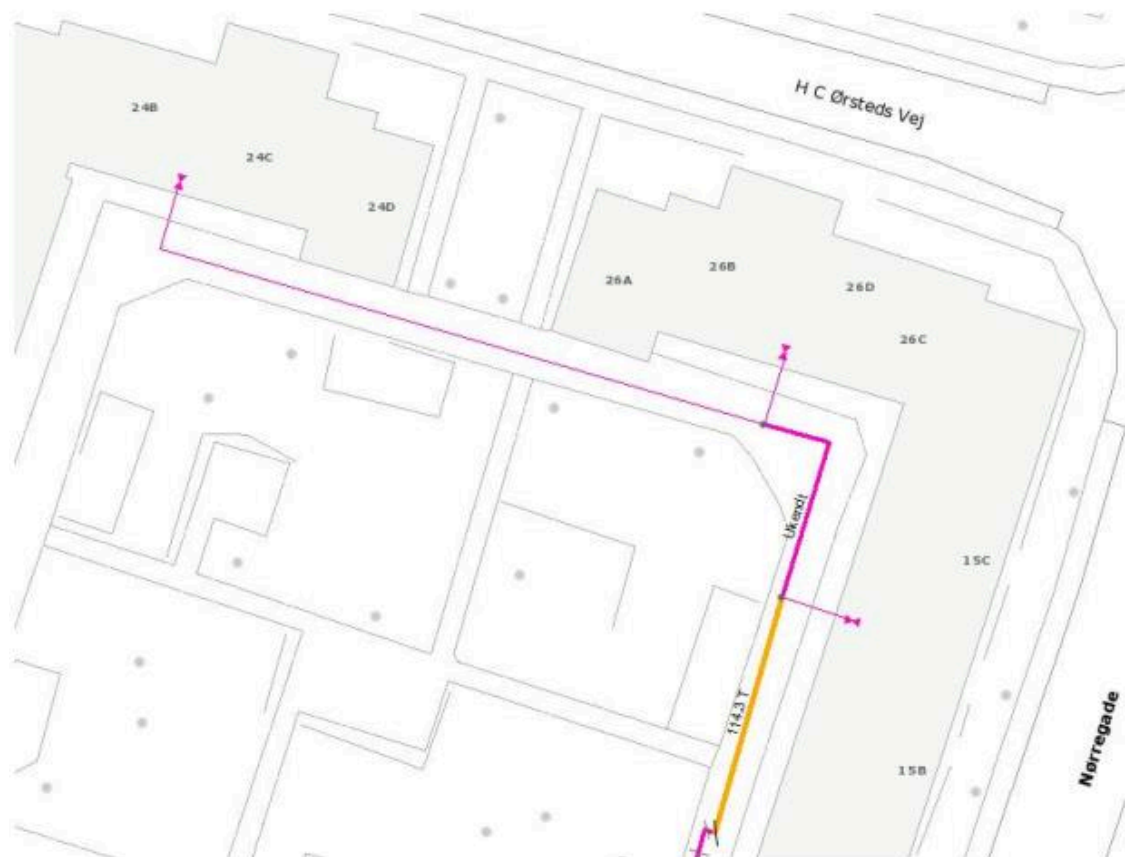 H C Ørsteds Vej
24B
24C
24D
26A
26B
26D
26C
Ukendt
15C
114.3 T
15B
Nørregade